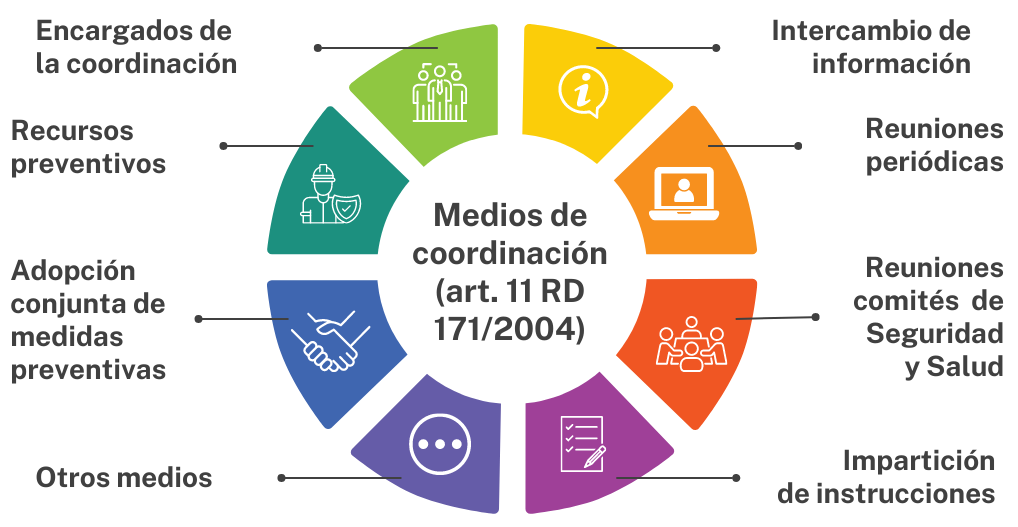 Encargados de
la coordinación
Intercambio de
información
Recursos
preventivos
Reuniones
periódicas
Medios de
coordinación
(art. 11 RD
171/2004)
Adopción
conjunta de
medidas
preventivas
Reuniones
comités de
Seguridad
y Salud
Otros medios
Impartición
de instrucciones